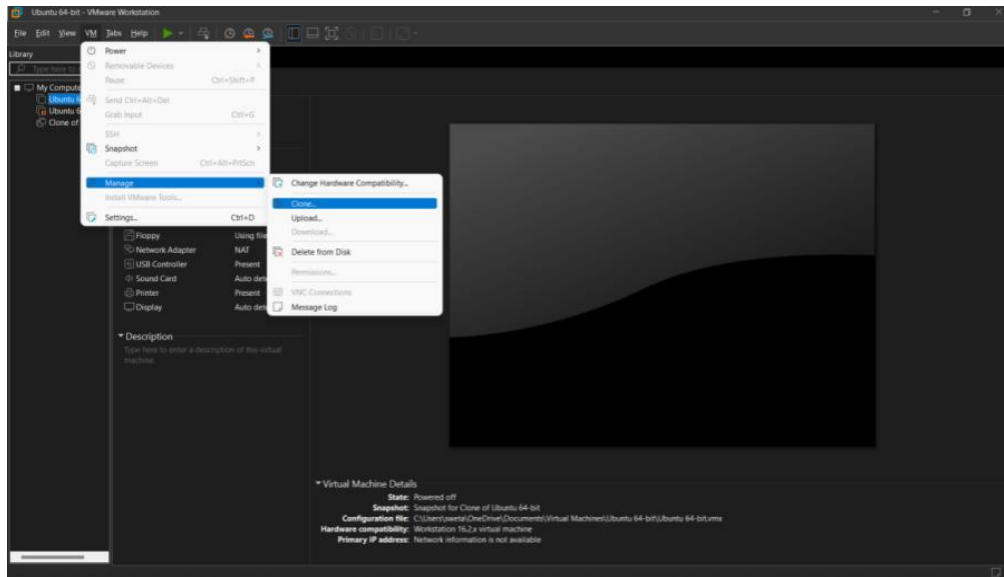 Ubuntu 64-bit - VMware Workstation
File Edit View VM Tabs Help
Library
Type here to
My Compute
Ubuntu 6
Ubuntu 6
Clone of
Power
Removable Devices
Pause Ctrl+Shift+P
Send Ctrl+Alt+Del
Grab Input Ctrl+G
SSH
Snapshot
Capture Screen Ctrl+Alt+PrtScn
Manage
Install VMware Tools...
Settings... Ctrl+D
Change Hardware Compatibility...
Clone...
Upload...
Download...
Delete from Disk
Permissions...
VNC Connections
Message Log
Floppy Using file
Network Adapter NAT
USB Controller Present
Sound Card Auto det
Printer Present
Display Auto det
Description
Type here to enter a description of this virtual
machine.
Virtual Machine Details
State: Powered off
Snapshot: Snapshot for Clone of Ubuntu 64-bit
Configuration file: C:\Users\sweta\OneDrive\Documents\Virtual Machines\Ubuntu 64-bit\Ubuntu 64-bit.vmx
Hardware compatibility: Workstation 16.2.x virtual machine
Primary IP address: Network information is not available